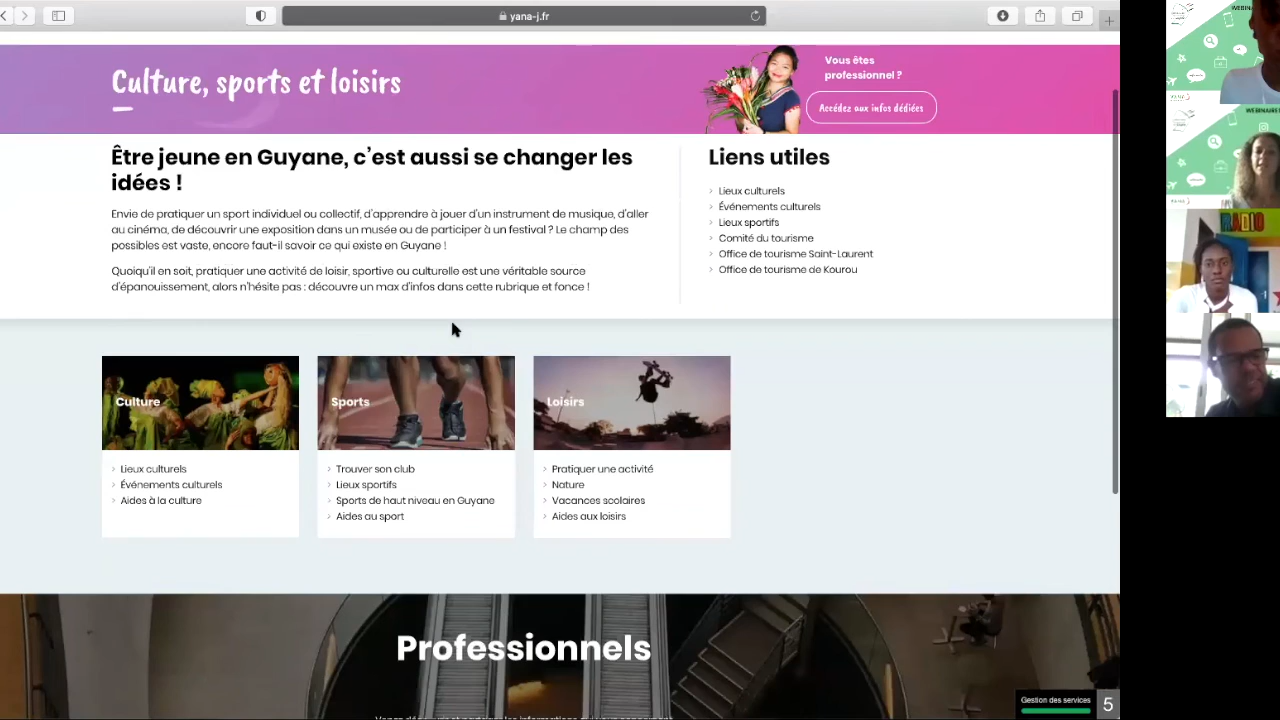 yana-j.fr
Culture, sports et loisirs
Vous êtes
professionnel ?
Accédez aux infos dédiées
Être jeune en Guyane, c'est aussi se changer les
idées !
Envie de pratiquer un sport individuel ou collectif, d'apprendre à jouer d'un instrument de musique, d'aller
au cinéma, de découvrir une exposition dans un musée ou de participer à un festival ? Le champ des
possibles est vaste, encore faut-il savoir ce qui existe en Guyane !
Quoiqu'il en soit, pratiquer une activité de loisir, sportive ou culturelle est une véritable source
d'épanouissement, alors n'hésite pas : découvre un max d'infos dans cette rubrique et fonce !
Liens utiles
Lieux culturels
Événements culturels
Lieux sportifs
Comité du tourisme
Office de tourisme Saint-Laurent
Office de tourisme de Kourou
Culture
Lieux culturels
Événements culturels
Aides à la culture
Sports
Trouver son club
Lieux sportifs
Sports de haut niveau en Guyane
Aides au sport
Loisirs
Pratiquer une activité
Nature
Vacances scolaires
Aides aux loisirs
Professionnels
Gestion des services
5
RADIO